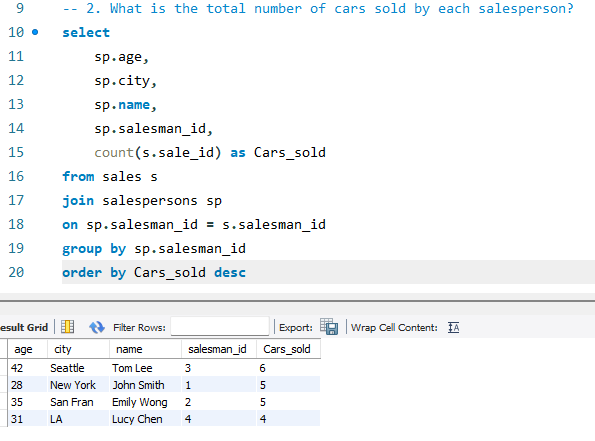 9 -- 2. What is the total number of cars sold by each salesperson?
10 select
11 sp.age,
12 sp.city,
13 sp.name,
14 sp.salesman_id,
15 count(s.sale_id) as Cars_sold
16 from sales s
17 join salespersons sp
18 on sp.salesman_id = s.salesman_id
19 group by sp.salesman_id
20 order by Cars_sold desc
esult Grid Filter Rows: Export: Wrap Cell Content: IA
age city name salesman_id Cars_sold
42 Seattle Tom Lee 3 6
28 New York John Smith 1 5
35 San Fran Emily Wong 2 5
31 LA Lucy Chen 4 4